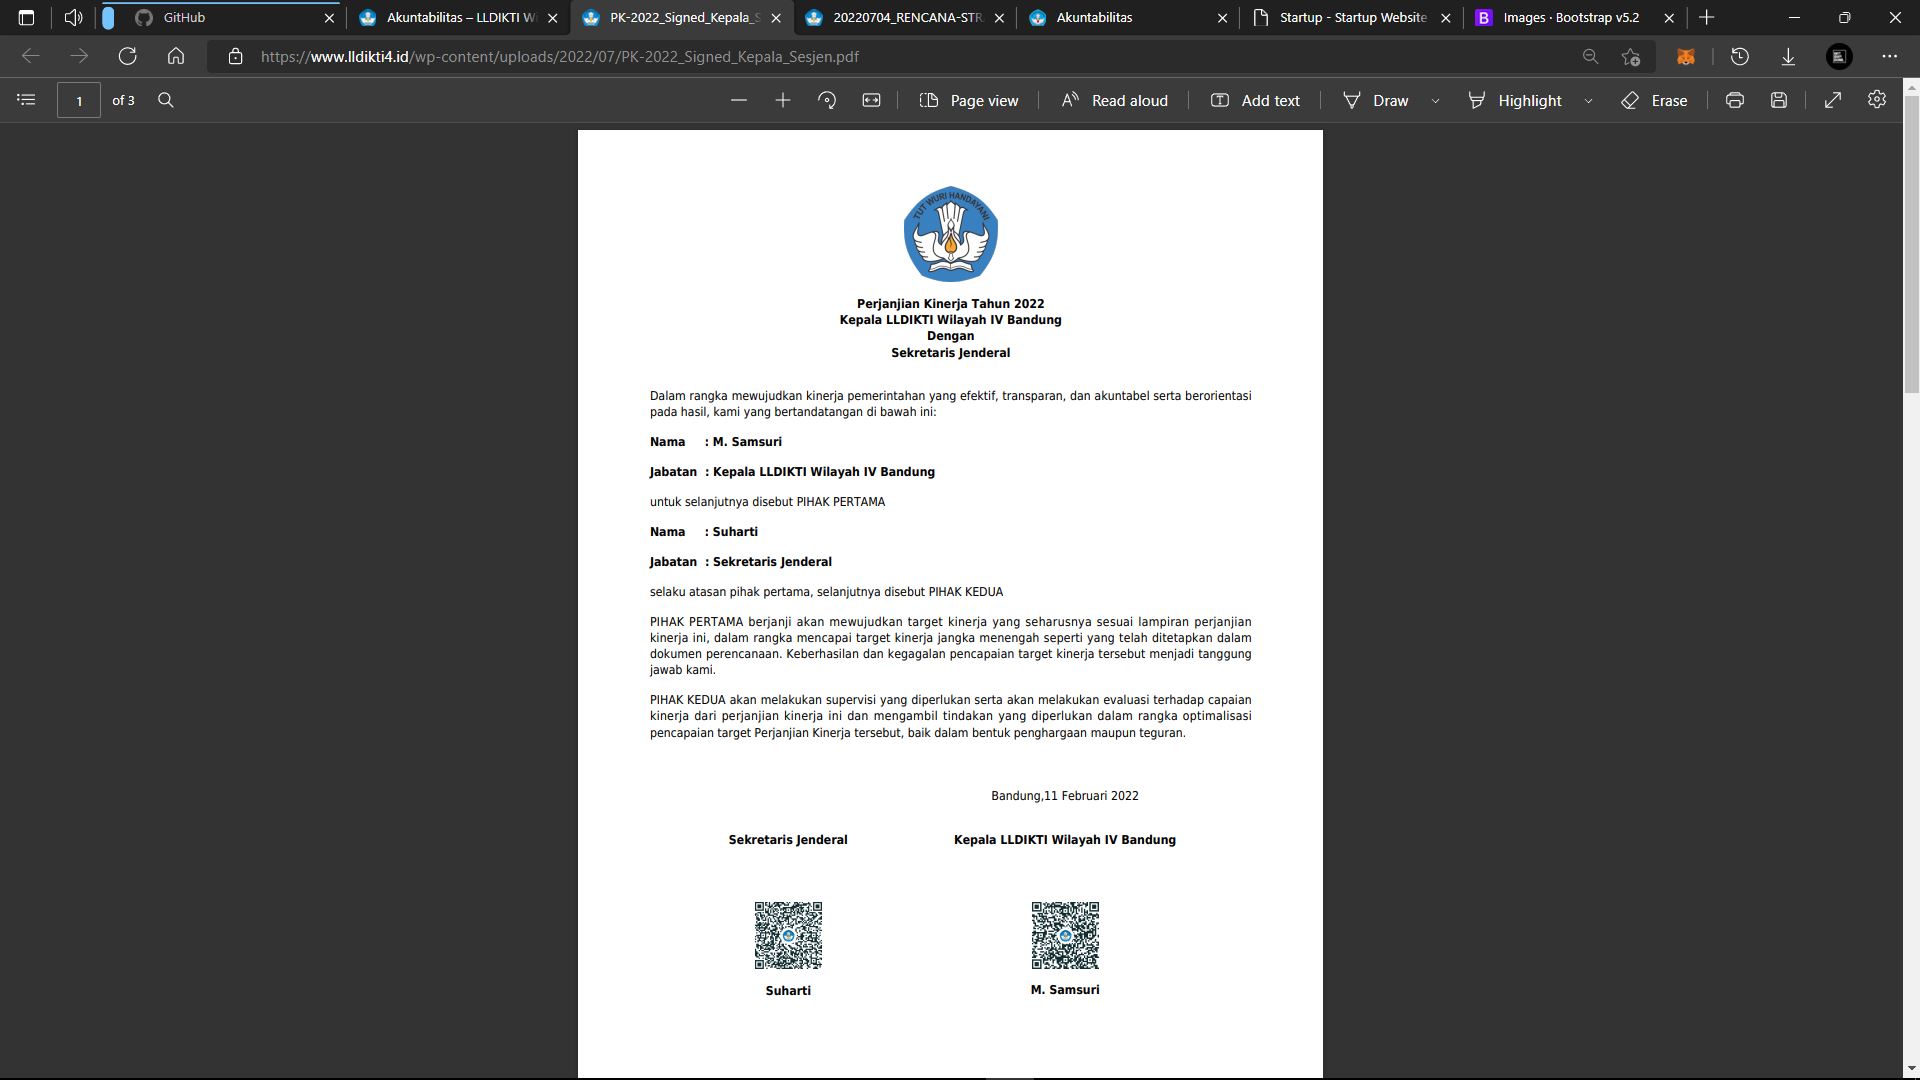 GitHub
Akuntabilitas – LLDIKTI W
PK-2022_Signed_Kepala_S
20220704_RENCANA-STR
Akuntabilitas
Startup - Startup Website
Images · Bootstrap v5.2
https://www.lldikti4.id/wp-content/uploads/2022/07/PK-2022_Signed_Kepala_Sesjen.pdf
1 of 3
Page view
Read aloud
Add text
Draw
Highlight
Erase
TUT WURI HANDAYANI
Perjanjian Kinerja Tahun 2022
Kepala LLDIKTI Wilayah IV Bandung
Dengan
Sekretaris Jenderal
Dalam rangka mewujudkan kinerja pemerintahan yang efektif, transparan, dan akuntabel serta berorientasi
pada hasil, kami yang bertandatangan di bawah ini:
Nama : M. Samsuri
Jabatan : Kepala LLDIKTI Wilayah IV Bandung
untuk selanjutnya disebut PIHAK PERTAMA
Nama : Suharti
Jabatan : Sekretaris Jenderal
selaku atasan pihak pertama, selanjutnya disebut PIHAK KEDUA
PIHAK PERTAMA berjanji akan mewujudkan target kinerja yang seharusnya sesuai lampiran perjanjian
kinerja ini, dalam rangka mencapai target kinerja jangka menengah seperti yang telah ditetapkan dalam
dokumen perencanaan. Keberhasilan dan kegagalan pencapaian target kinerja tersebut menjadi tanggung
jawab kami.
PIHAK KEDUA akan melakukan supervisi yang diperlukan serta akan melakukan evaluasi terhadap capaian
kinerja dari perjanjian kinerja ini dan mengambil tindakan yang diperlukan dalam rangka optimalisasi
pencapaian target Perjanjian Kinerja tersebut, baik dalam bentuk penghargaan maupun teguran.
Bandung,11 Februari 2022
Sekretaris Jenderal
Kepala LLDIKTI Wilayah IV Bandung
Suharti
M. Samsuri